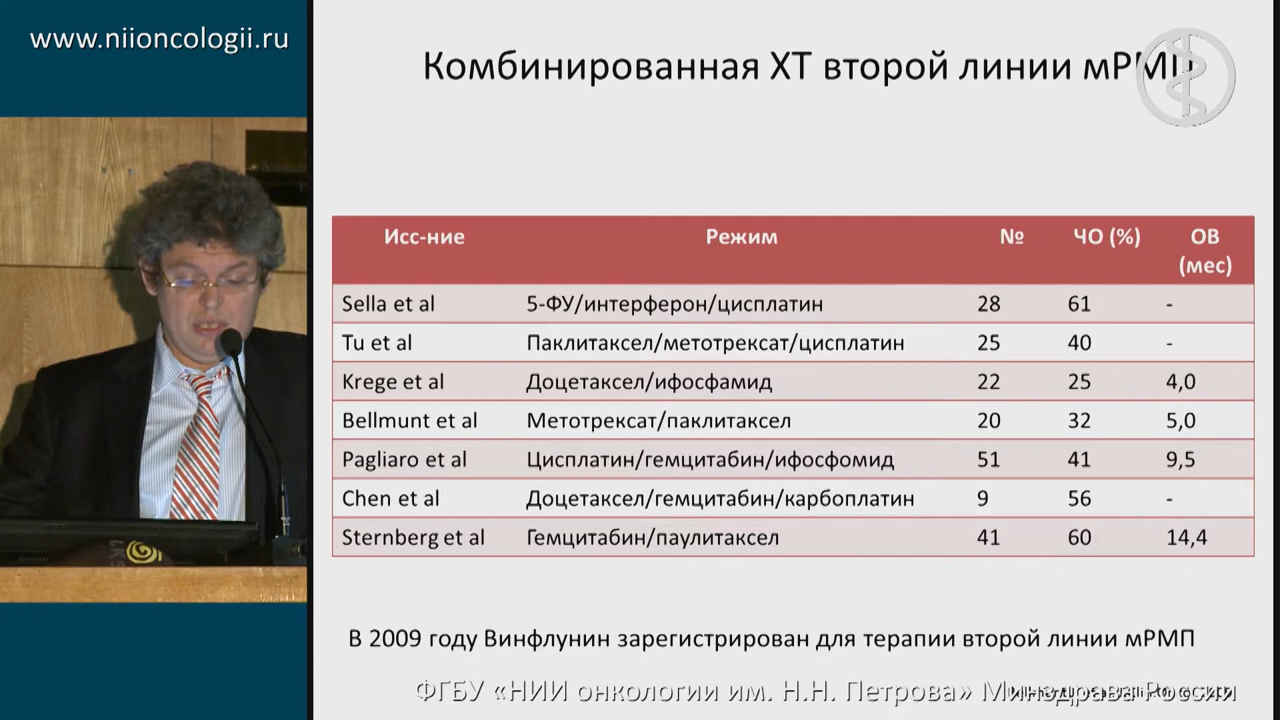 www.niioncologii.ru
Комбинированная ХТ второй линии мРМП
Исс-ние Режим № ЧО (%) ОВ (мес)
Sella et al 5-ФУ/интерферон/цисплатин 28 61 -
Tu et al Паклитаксел/метотрексат/цисплатин 25 40 -
Krege et al Доцетаксел/ифосфамид 22 25 4,0
Bellmunt et al Метотрексат/паклитаксел 20 32 5,0
Pagliaro et al Цисплатин/гемцитабин/ифосфомид 51 41 9,5
Chen et al Доцетаксел/гемцитабин/карбоплатин 9 56 -
Sternberg et al Гемцитабин/паулитаксел 41 60 14,4
В 2009 году Винфлунин зарегистрирован для терапии второй линии мРМП
ФГБУ «НИИ онкологии им. Н.Н. Петрова» Минздрава России